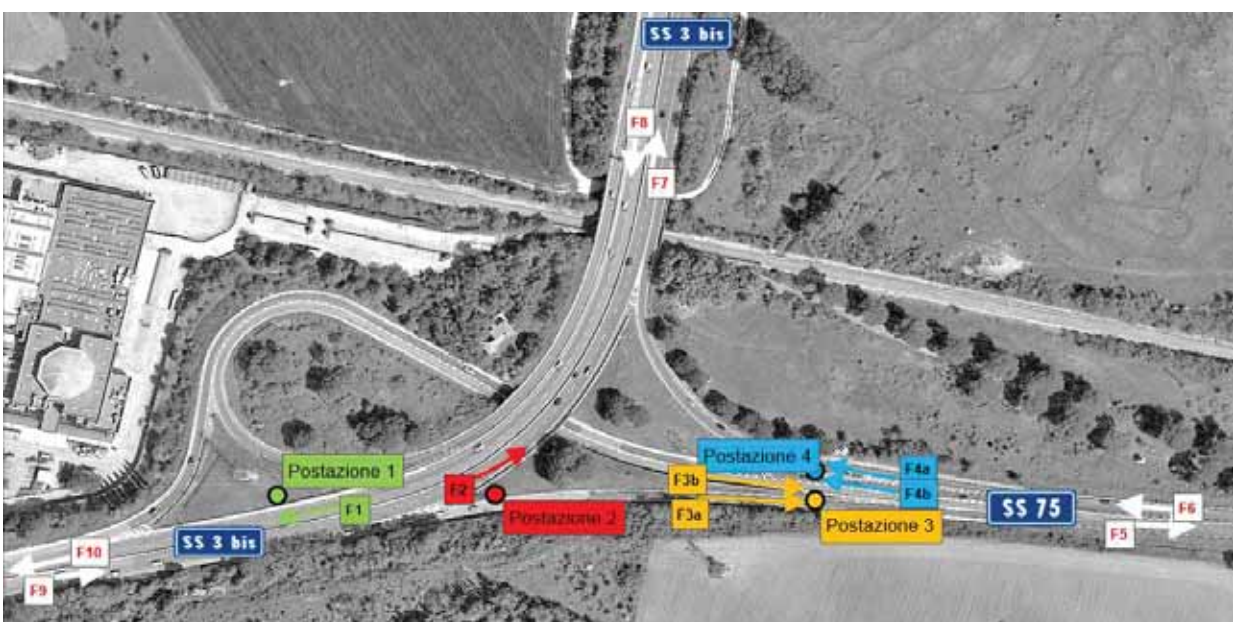 SS 3 bis
F8
F7
Postazione 1
Postazione 4
F4a
F2
F3b
F4b
F1
Postazione 2
F3a
Postazione 3
SS 75
F6
F5
SS 3 bis
F10
F9